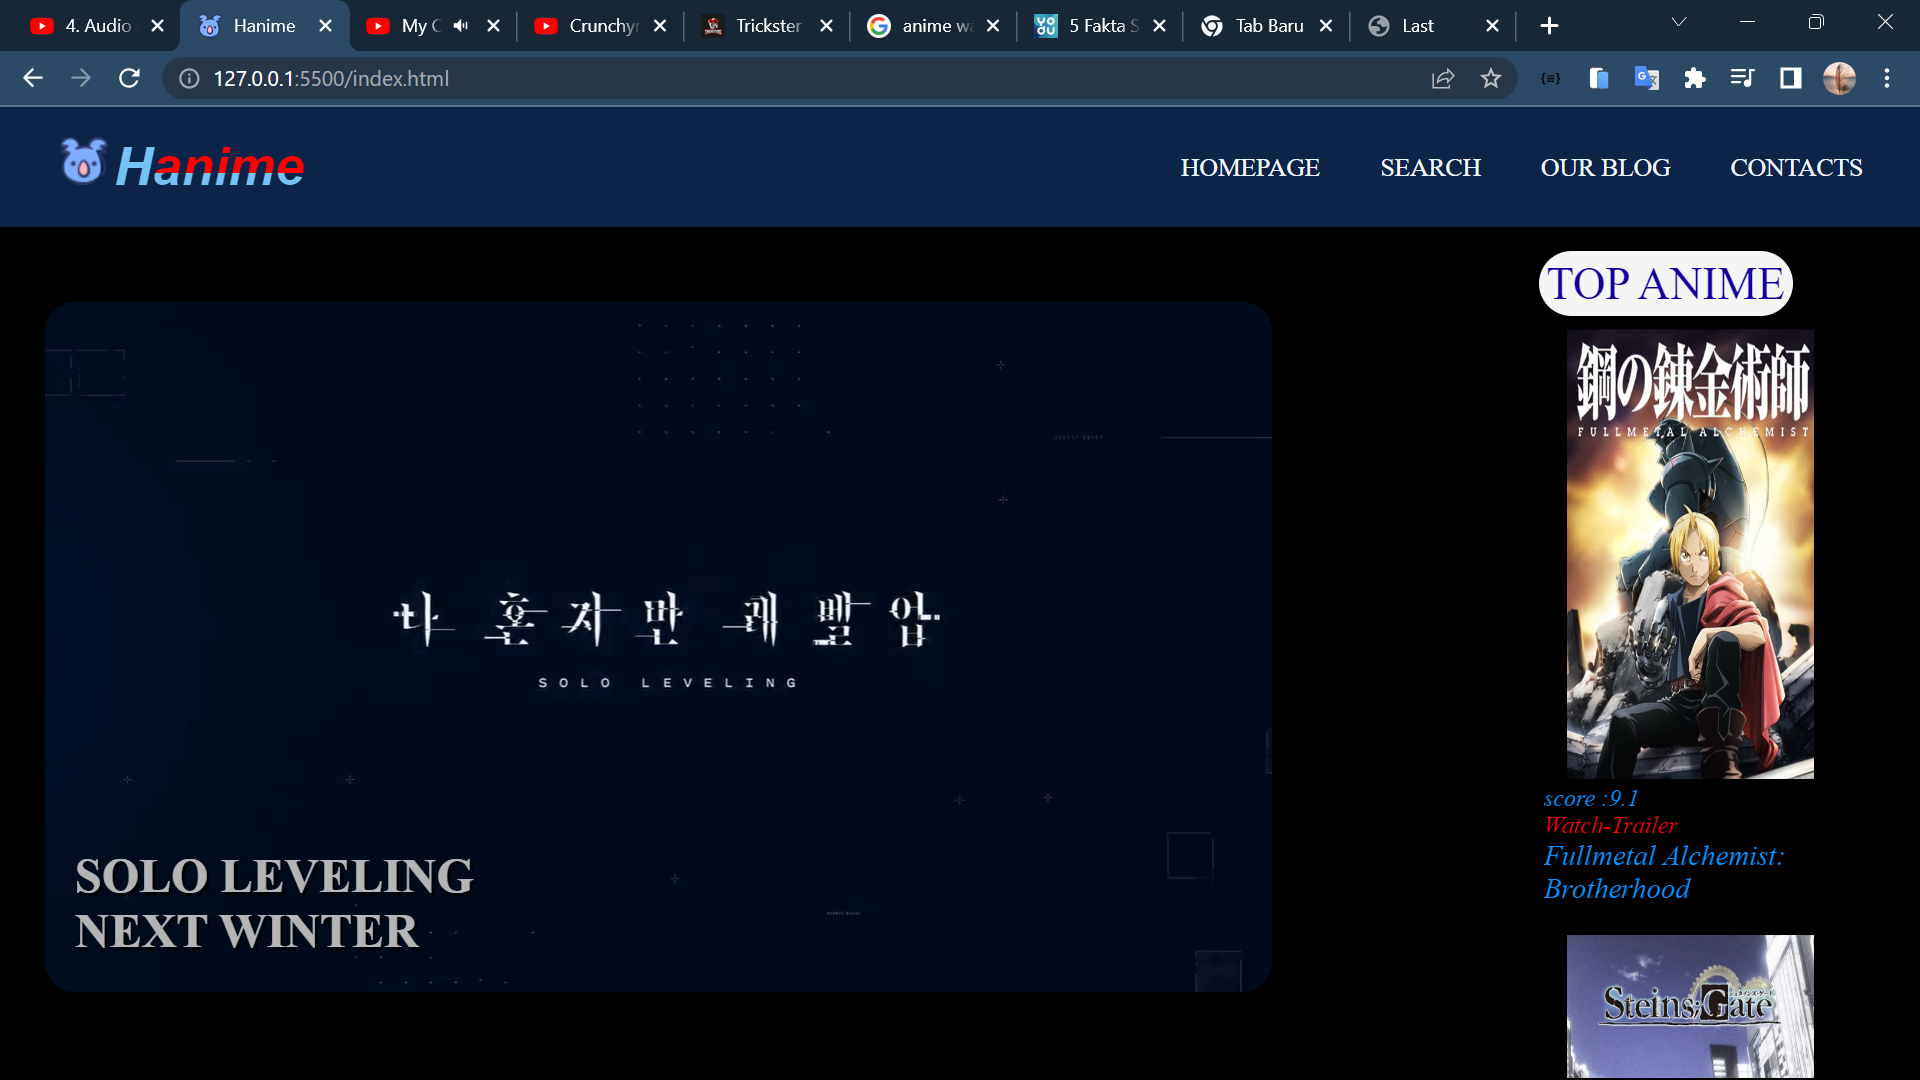 4. Audio
Hanime
My C
Crunchyr
Trickster
anime wa
5 Fakta S
Tab Baru
Last
127.0.0.1:5500/index.html
Hanime
HOMEPAGE
SEARCH
OUR BLOG
CONTACTS
TOP ANIME
鋼の錬金術師
FULLMETAL ALCHEMIST
나 혼자만 레벨업
SOLO LEVELING
SOLO LEVELING
NEXT WINTER
score :9.1
Watch-Trailer
Fullmetal Alchemist:
Brotherhood
Steins;Gate